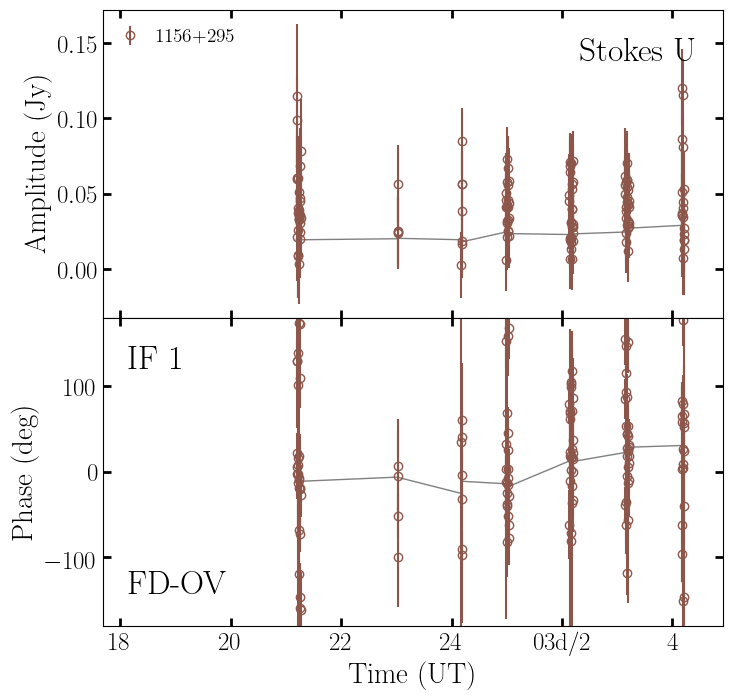 1156+295
Stokes U
0.15
0.10
0.05
0.00
Amplitude (Jy)
IF 1
100
0
−100
Phase (deg)
FD-OV
18 20 22 24 03d/2 4
Time (UT)